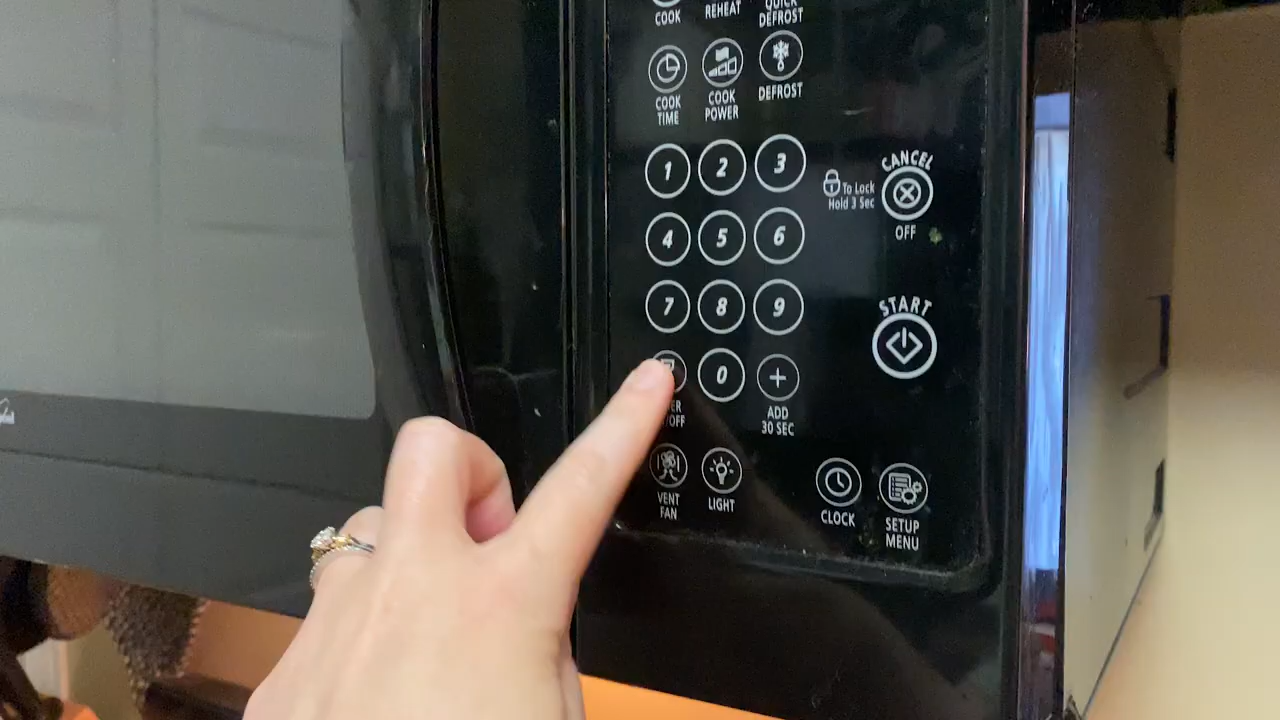 COOK
REHEAT
QUICK
DEFROST
COOK
TIME
COOK
POWER
DEFROST
1 2 3
CANCEL
To Lock
Hold 3 Sec
OFF
4 5 6
7 8 9
START
0
ADD
30 SEC
VENT
FAN
LIGHT
CLOCK
SETUP
MENU